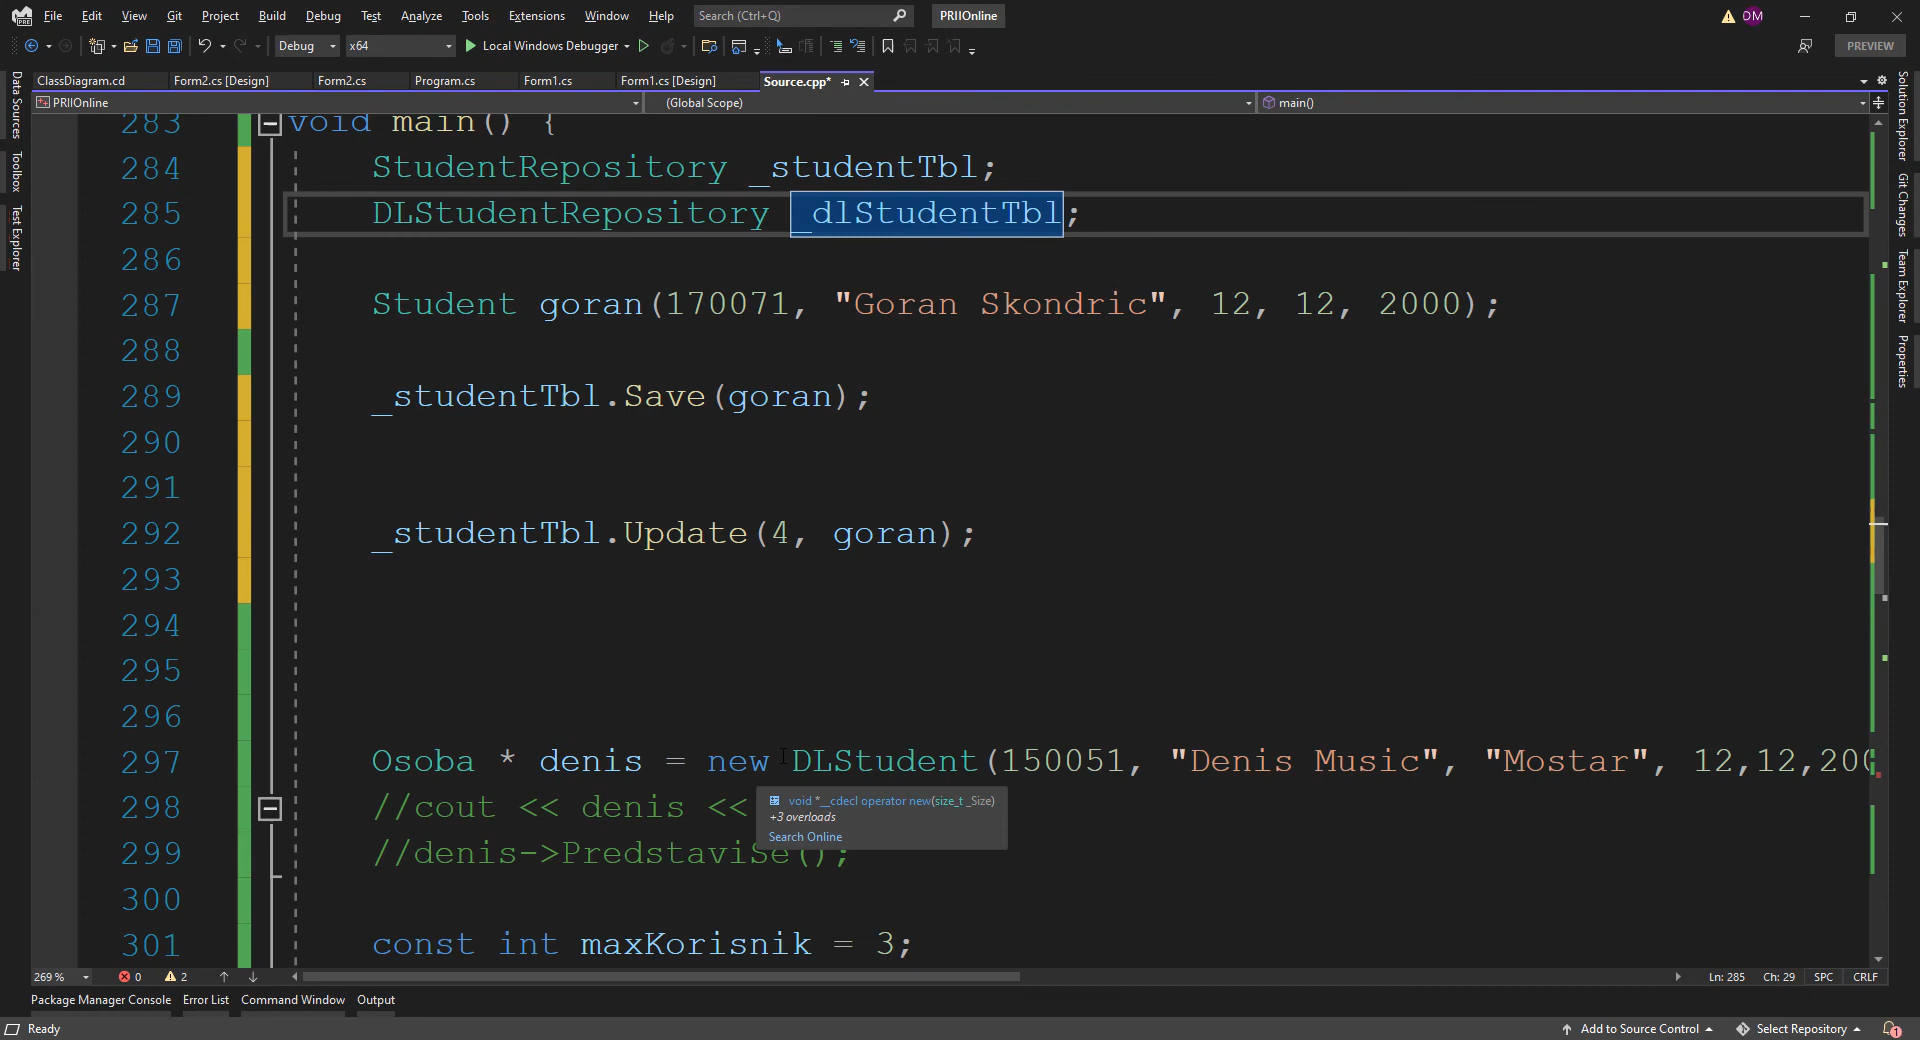 File Edit View Git Project Build Debug Test Analyze Tools Extensions Window Help Search (Ctrl+Q) PRIIOnline DM
Debug x64 Local Windows Debugger PREVIEW
ClassDiagram.cd Form2.cs [Design] Form2.cs Program.cs Form1.cs Form1.cs [Design] Source.cpp*
PRIIOnline (Global Scope) main()
Data Sources
Toolbox
Test Explorer
283 void main() {
284 StudentRepository _studentTbl;
285 DLStudentRepository _dlStudentTbl;
286
287 Student goran(170071, "Goran Skondric", 12, 12, 2000);
288
289 _studentTbl.Save(goran);
290
291
292 _studentTbl.Update(4, goran);
293
294
295
296
297 Osoba * denis = new DLStudent(150051, "Denis Music", "Mostar", 12,12,200
298 //cout << denis <<
void *__cdecl operator new(size_t _Size)
+3 overloads
Search Online
299 //denis->PredstaviSe();
300
301 const int maxKorisnik = 3;
Solution Explorer
Git Changes
Team Explorer
Properties
269 % 0 2 Ln: 285 Ch: 29 SPC CRLF
Package Manager Console Error List Command Window Output
Ready Add to Source Control Select Repository 1